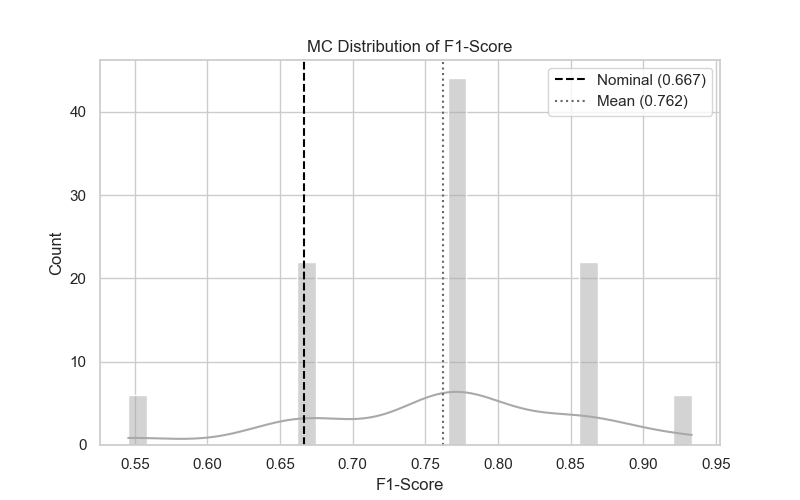 MC Distribution of F1-Score
Nominal (0.667)
Mean (0.762)
Count
40
30
20
10
0
0.55 0.60 0.65 0.70 0.75 0.80 0.85 0.90 0.95
F1-Score